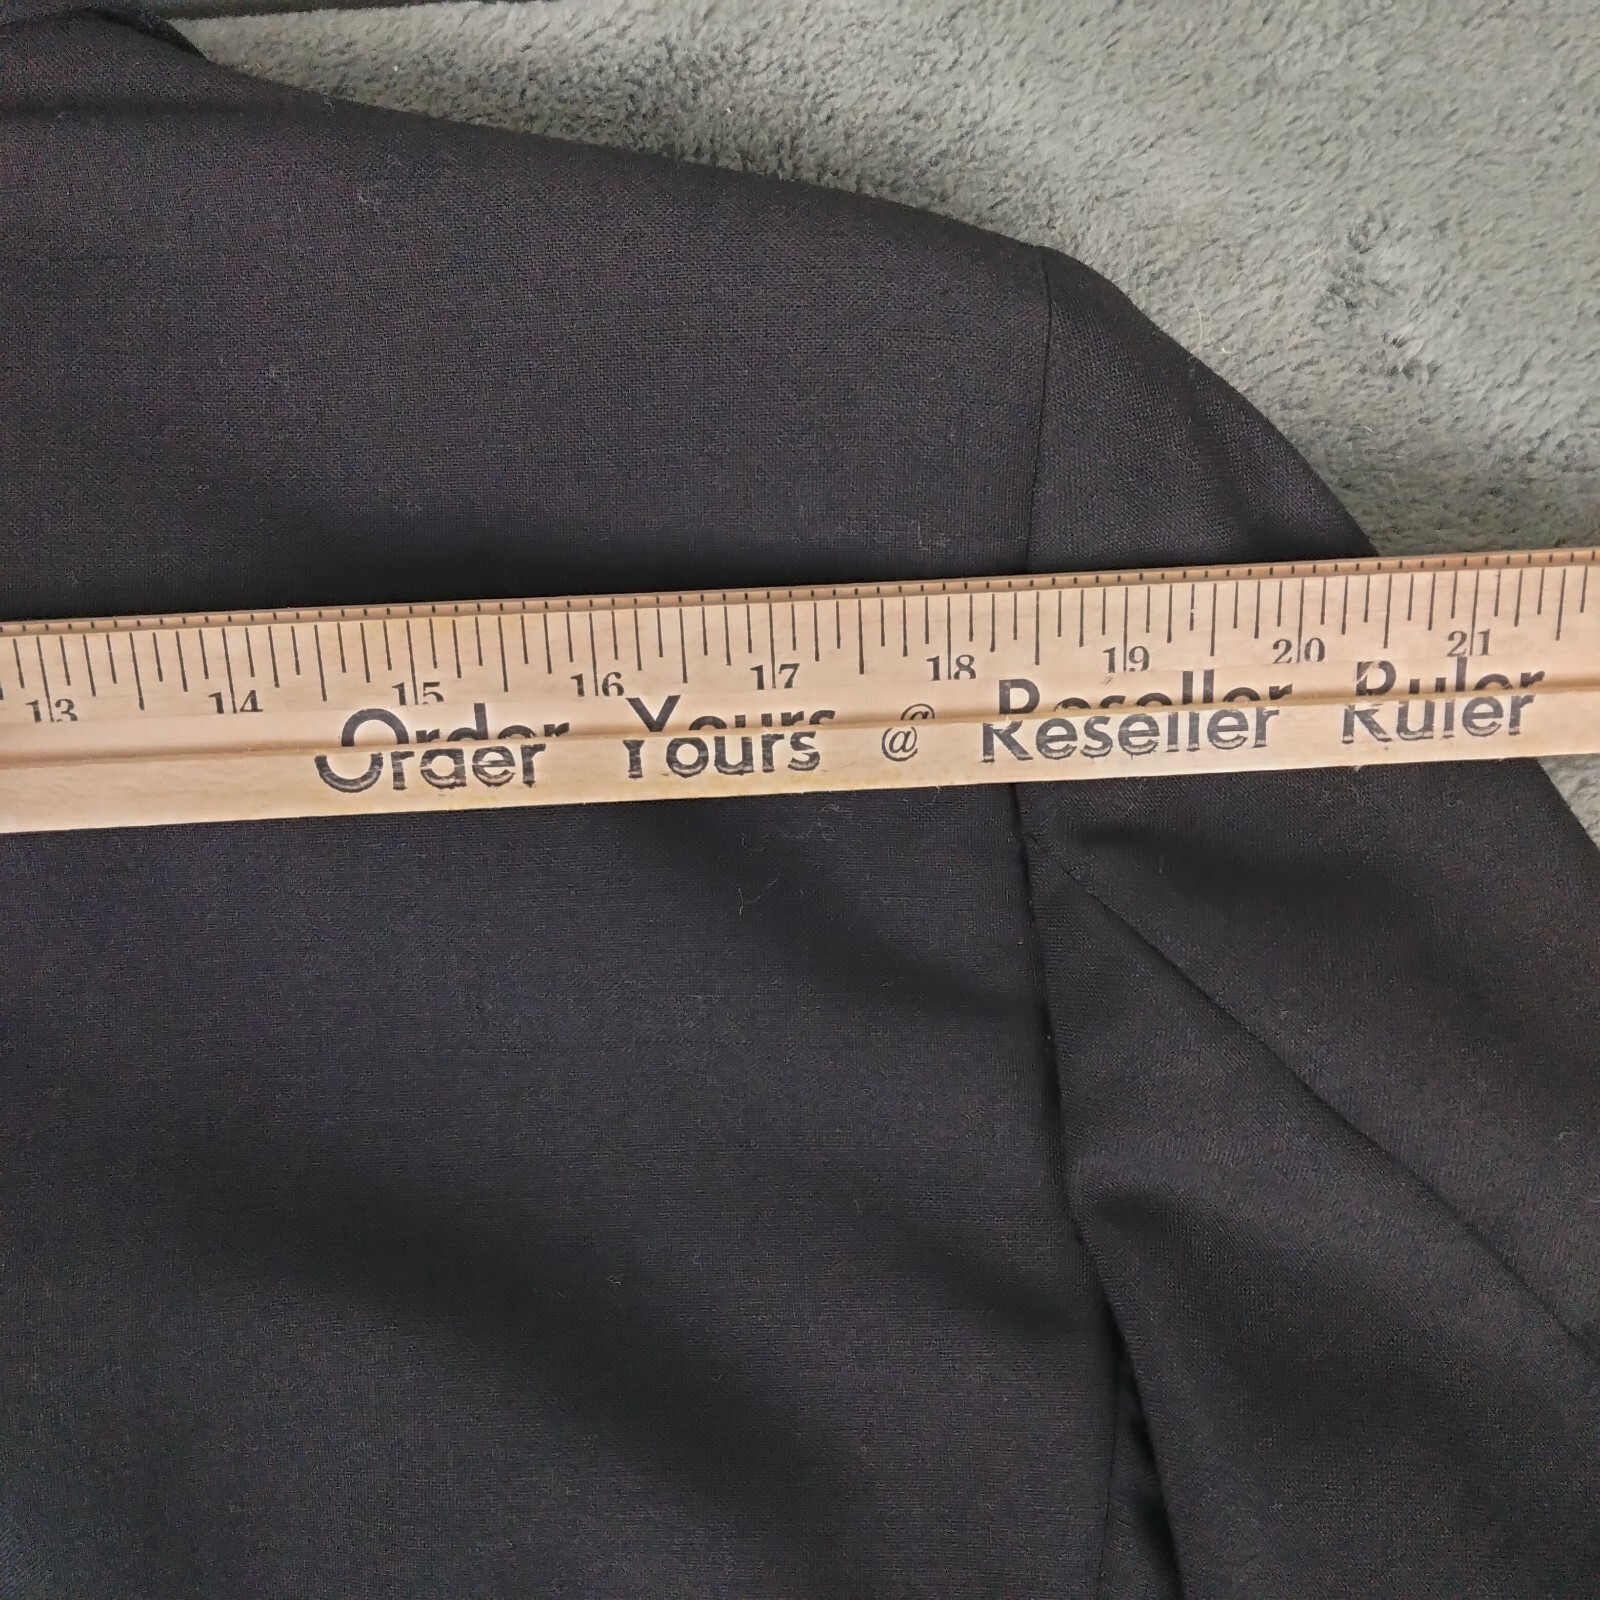 13 14 15 16 17 18 19 20 21
Order Yours @ Reseller Ruler